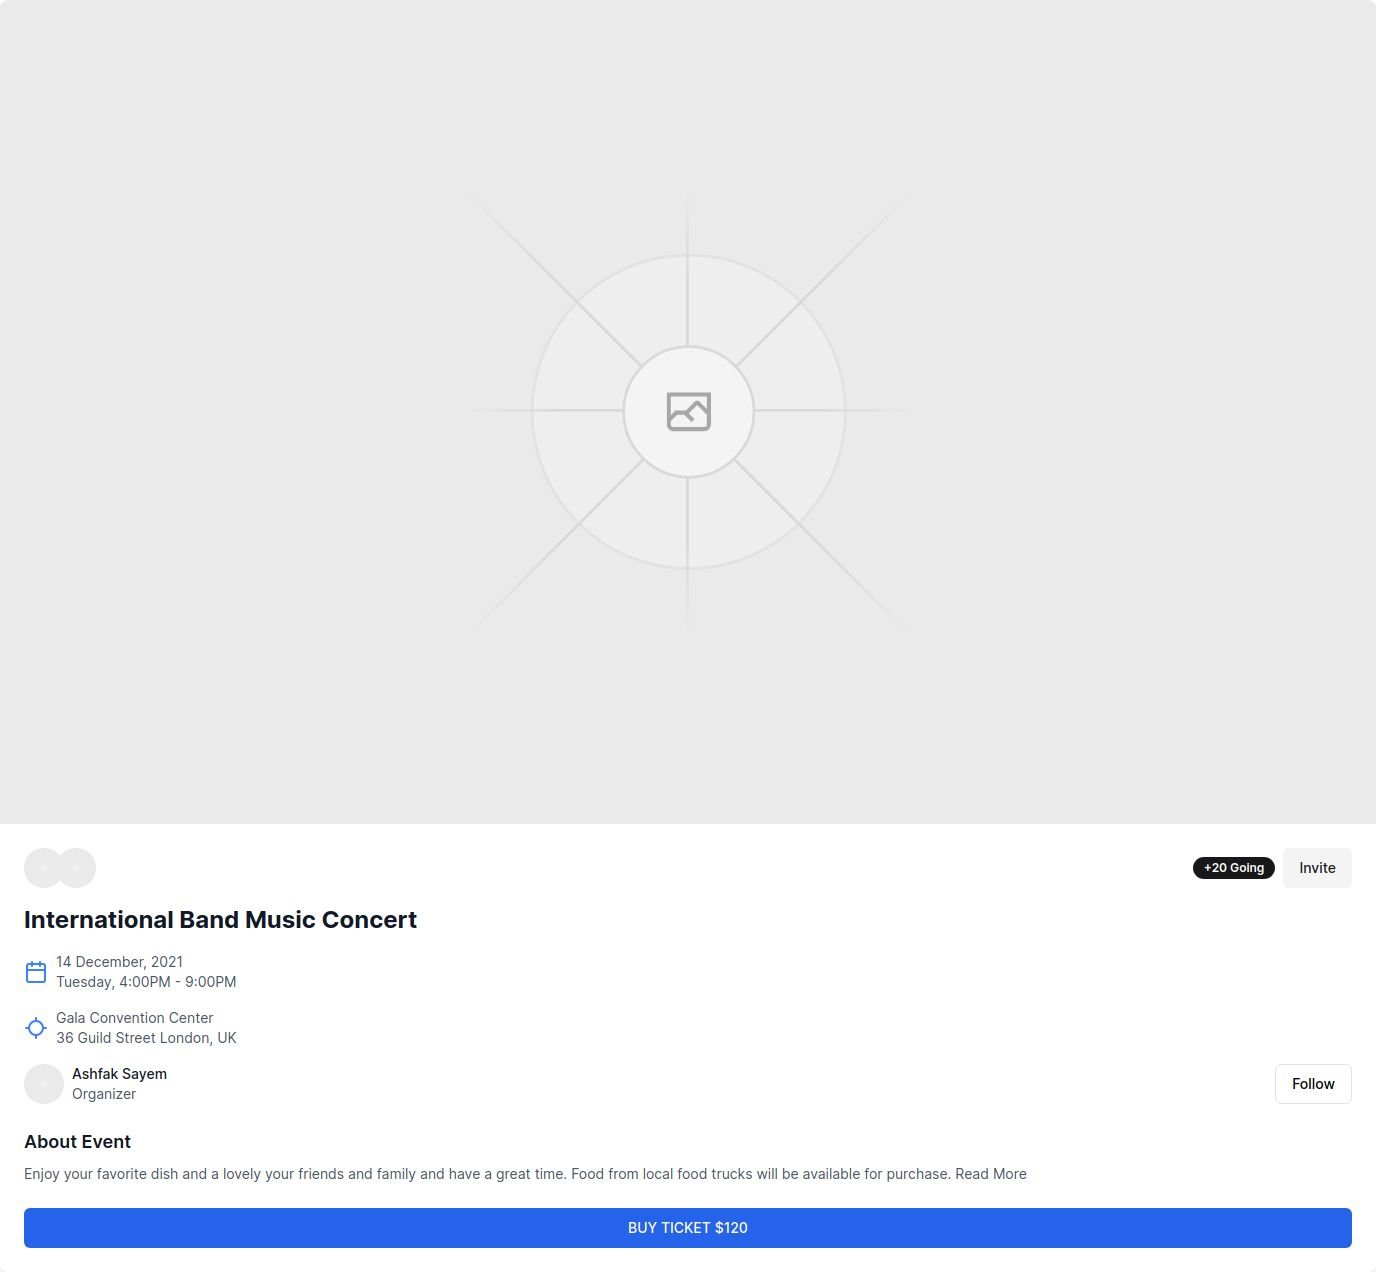 +20 Going
Invite
International Band Music Concert
14 December, 2021
Tuesday, 4:00PM - 9:00PM
Gala Convention Center
36 Guild Street London, UK
Ashfak Sayem
Organizer
Follow
About Event
Enjoy your favorite dish and a lovely your friends and family and have a great time. Food from local food trucks will be available for purchase. Read More
BUY TICKET $120